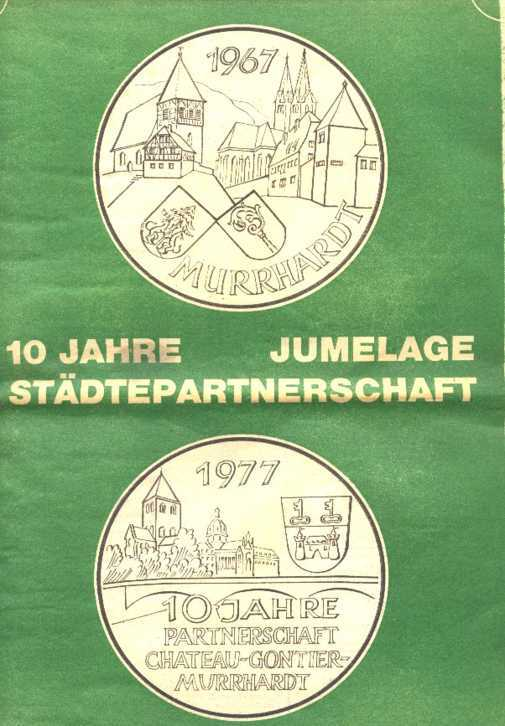 1967
MURRHARDT
10 JAHRE JUMELAGE
STÄDTEPARTNERSCHAFT
1977
10 JAHRE
PARTNERSCHAFT
CHATEAU-GONTIER-
MURRHARDT